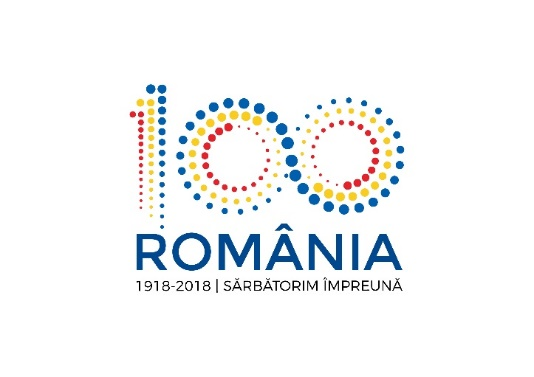 100
ROMÂNIA
1918-2018 | SĂRBĂTORIM ÎMPREUNĂ